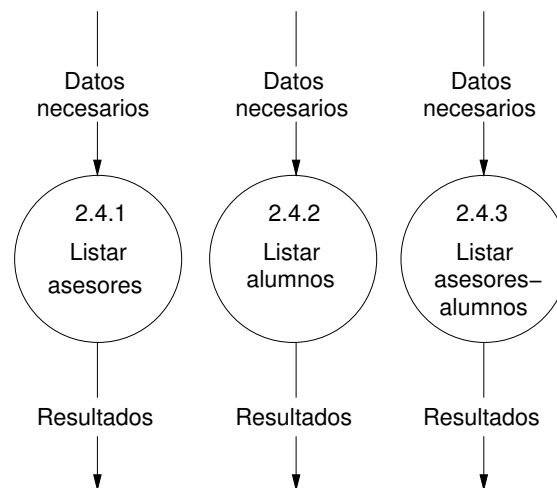 Datos
necesarios
Datos
necesarios
Datos
necesarios
2.4.1
Listar
asesores
2.4.2
Listar
alumnos
2.4.3
Listar
asesores–
alumnos
Resultados
Resultados
Resultados